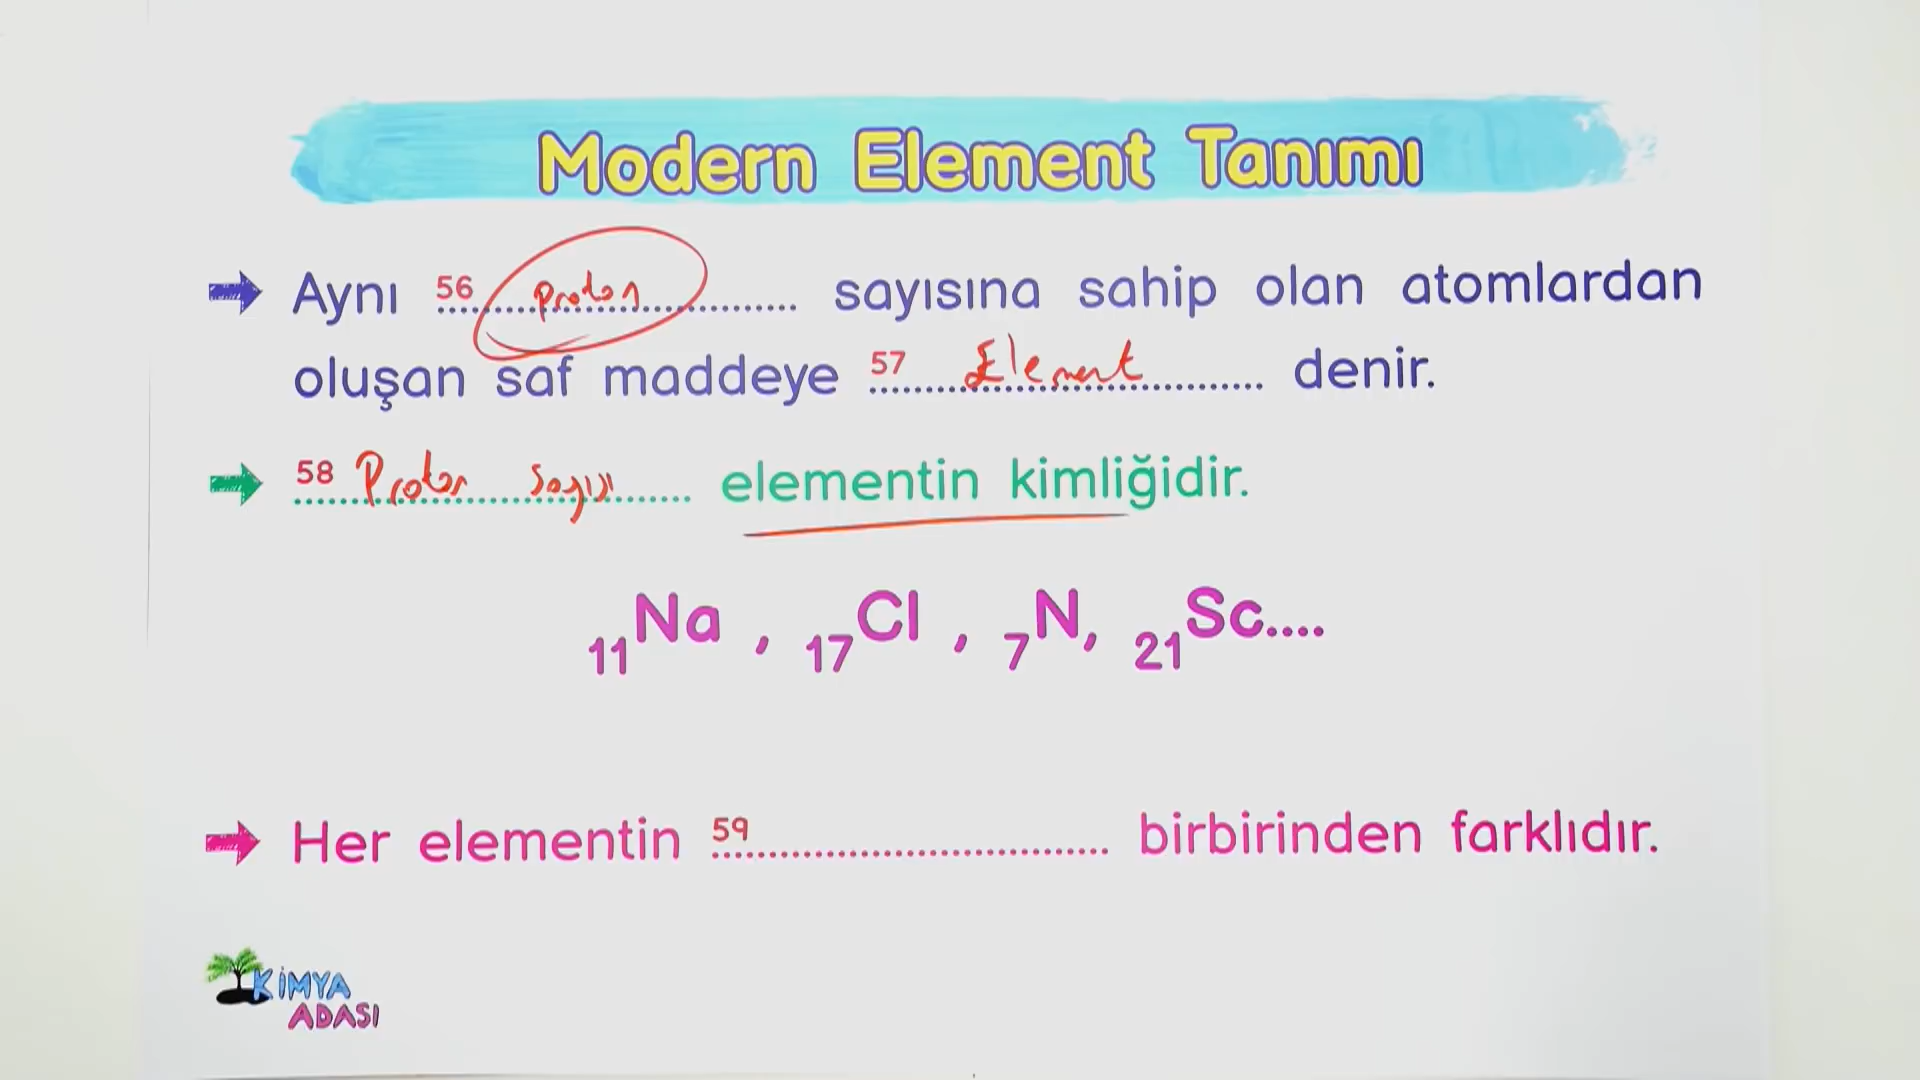 Modern Element Tanımı
Aynı 56 proton sayısına sahip olan atomlardan
oluşan saf maddeye 57 Element denir.
58 Proton sayısı elementin kimliğidir.
11Na , 17Cl , 7N, 21Sc....
Her elementin 59 .................................. birbirinden farklıdır.
KİMYA
ADASI